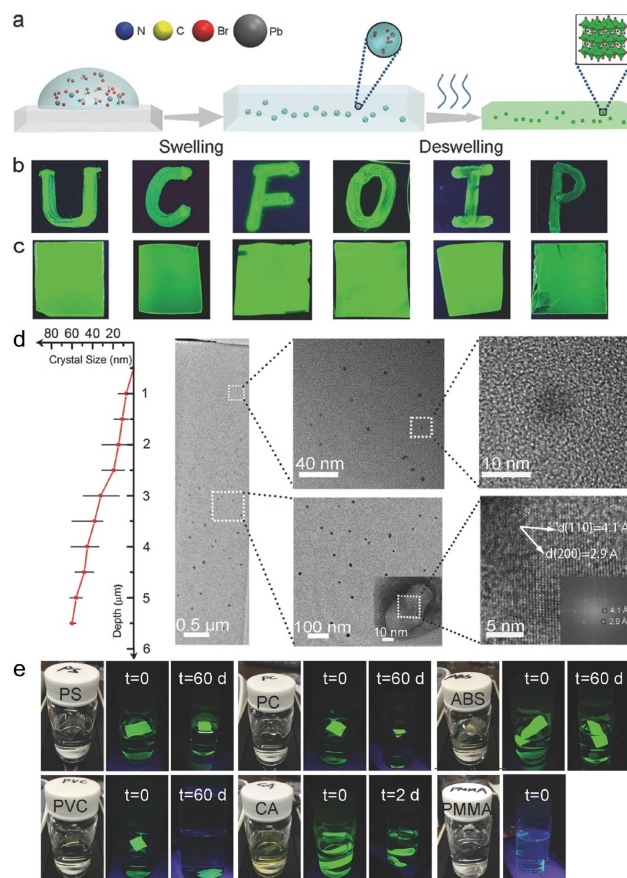 a
N C Br Pb
Swelling Deswelling
b
U C F O I P
c
d
80 60 40 20
Crystal Size (nm)
1
2
3
4
5
6
Depth (μm)
0.5 μm
40 nm
10 nm
100 nm
10 nm
d(110)=4.1 Å
d(200)=2.9 Å
5 nm
4.1 Å
2.9 Å
e
PS t=0 t=60 d PC t=0 t=60 d ABS t=0 t=60 d
PVC t=0 t=60 d CA t=0 t=2 d PMMA t=0